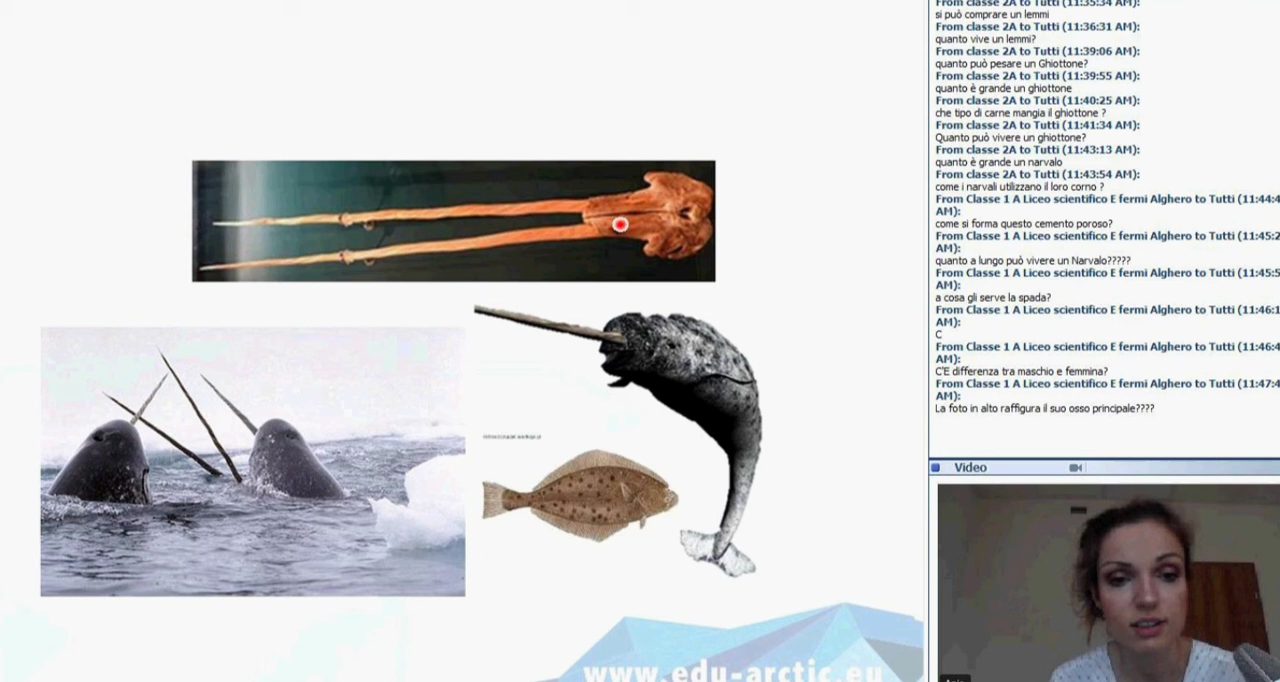 From classe 2A to Tutti (11:35:34 AM):
si può comprare un lemmi
From classe 2A to Tutti (11:36:31 AM):
quanto vive un lemmi?
From classe 2A to Tutti (11:39:06 AM):
quanto può pesare un Ghiottone?
From classe 2A to Tutti (11:39:55 AM):
quanto è grande un ghiottone
From classe 2A to Tutti (11:40:25 AM):
che tipo di carne mangia il ghiottone ?
From classe 2A to Tutti (11:41:34 AM):
Quanto può vivere un ghiottone?
From classe 2A to Tutti (11:43:13 AM):
quanto è grande un narvalo
From classe 2A to Tutti (11:43:54 AM):
come i narvali utilizzano il loro corno ?
From Classe 1 A Liceo scientifico E fermi Alghero to Tutti (11:44:4
AM):
come si forma questo cemento poroso?
From Classe 1 A Liceo scientifico E fermi Alghero to Tutti (11:45:2
AM):
quanto a lungo può vivere un Narvalo?????
From Classe 1 A Liceo scientifico E fermi Alghero to Tutti (11:45:5
AM):
a cosa gli serve la spada?
From Classe 1 A Liceo scientifico E fermi Alghero to Tutti (11:46:1
AM):
C
From Classe 1 A Liceo scientifico E fermi Alghero to Tutti (11:46:4
AM):
C'E differenza tra maschio e femmina?
From Classe 1 A Liceo scientifico E fermi Alghero to Tutti (11:47:4
AM):
La foto in alto raffigura il suo osso principale????
Video
www.edu-arctic.eu